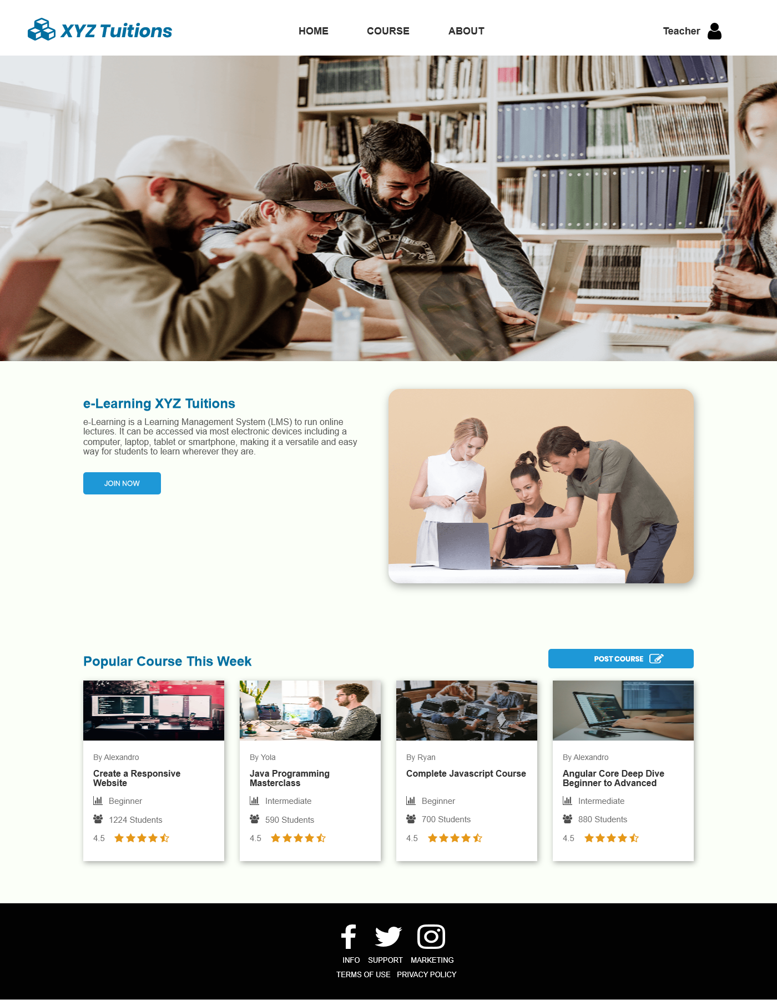 XYZ Tuitions
HOME
COURSE
ABOUT
Teacher
e-Learning XYZ Tuitions
e-Learning is a Learning Management System (LMS) to run online
lectures. It can be accessed via most electronic devices including a
computer, laptop, tablet or smartphone, making it a versatile and easy
way for students to learn wherever they are.
JOIN NOW
Popular Course This Week
POST COURSE
By Alexandro
Create a Responsive
Website
Beginner
1224 Students
4.5
By Yola
Java Programming
Masterclass
Intermediate
590 Students
4.5
By Ryan
Complete Javascript Course
Beginner
700 Students
4.5
By Alexandro
Angular Core Deep Dive
Beginner to Advanced
Intermediate
880 Students
4.5
INFO SUPPORT MARKETING
TERMS OF USE PRIVACY POLICY